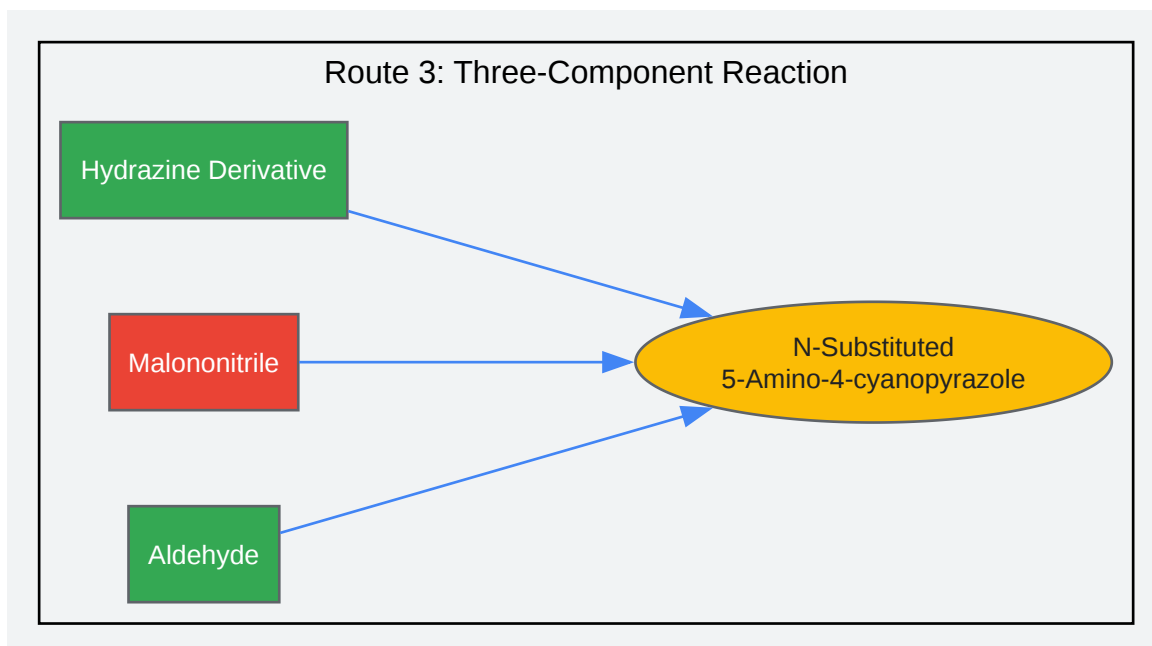 Route 3: Three-Component Reaction
Hydrazine Derivative
Malononitrile
Aldehyde
N-Substituted
5-Amino-4-cyanopyrazole